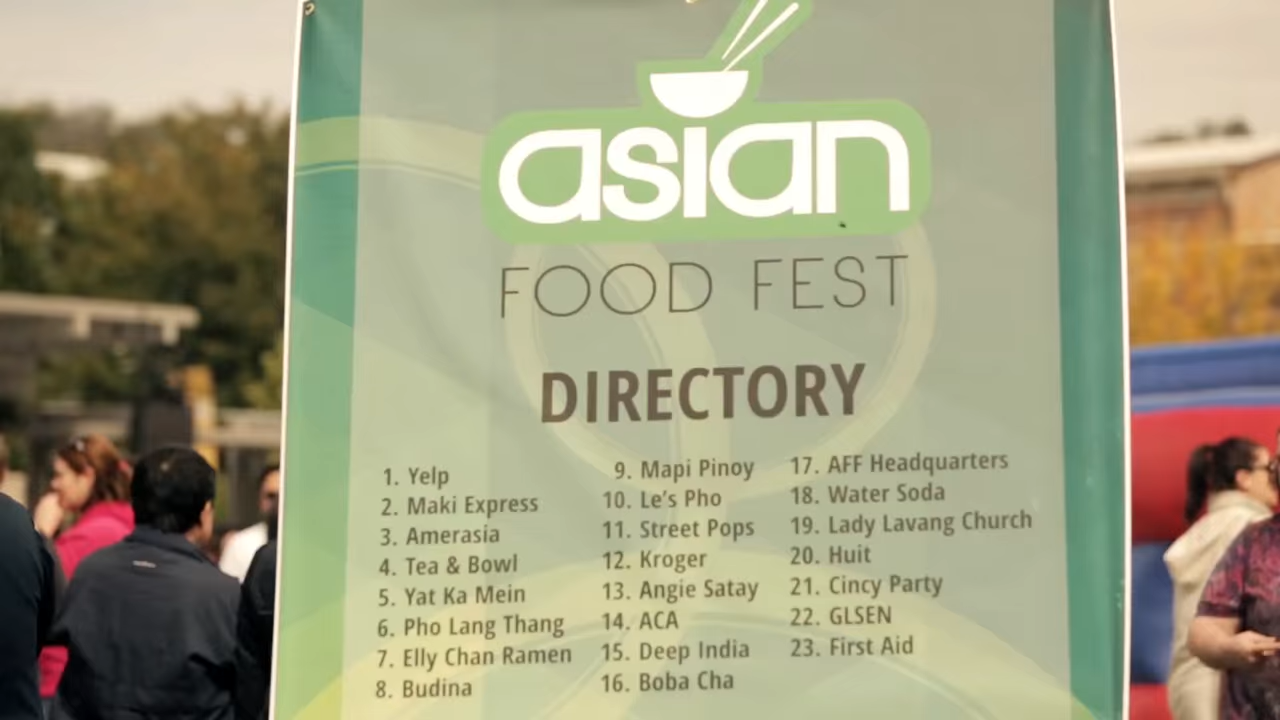 asian
FOOD FEST
DIRECTORY
1. Yelp
2. Maki Express
3. Amerasia
4. Tea & Bowl
5. Yat Ka Mein
6. Pho Lang Thang
7. Elly Chan Ramen
8. Budina
9. Mapi Pinoy
10. Le's Pho
11. Street Pops
12. Kroger
13. Angie Satay
14. ACA
15. Deep India
16. Boba Cha
17. AFF Headquarters
18. Water Soda
19. Lady Lavang Church
20. Huit
21. Cincy Party
22. GLSEN
23. First Aid